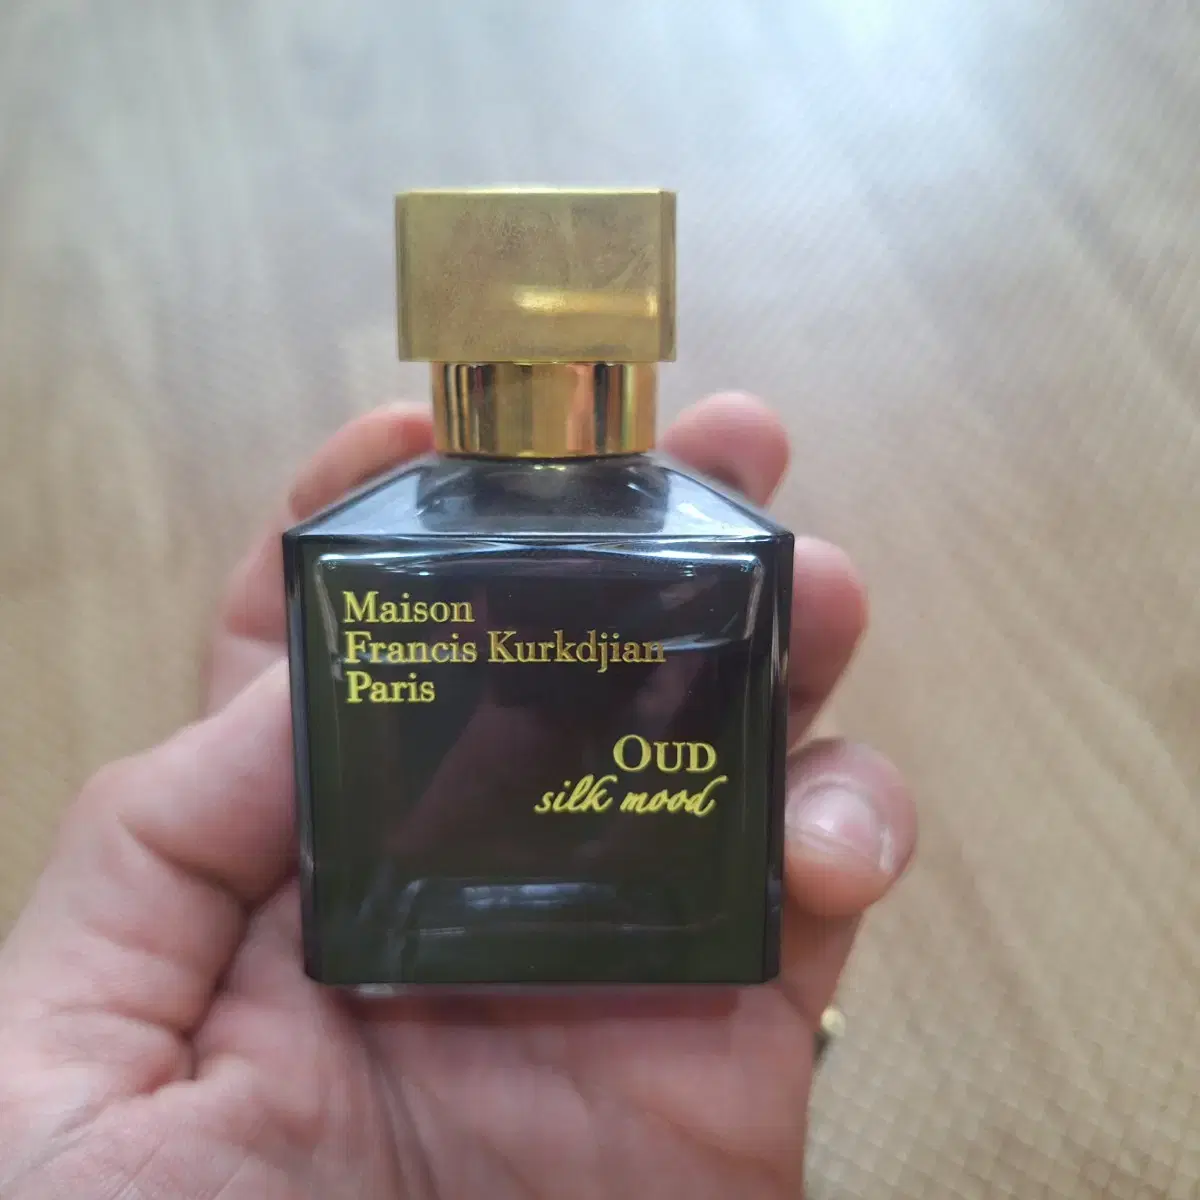 Maison
Francis Kurkdjian
Paris
OUD
silk mood